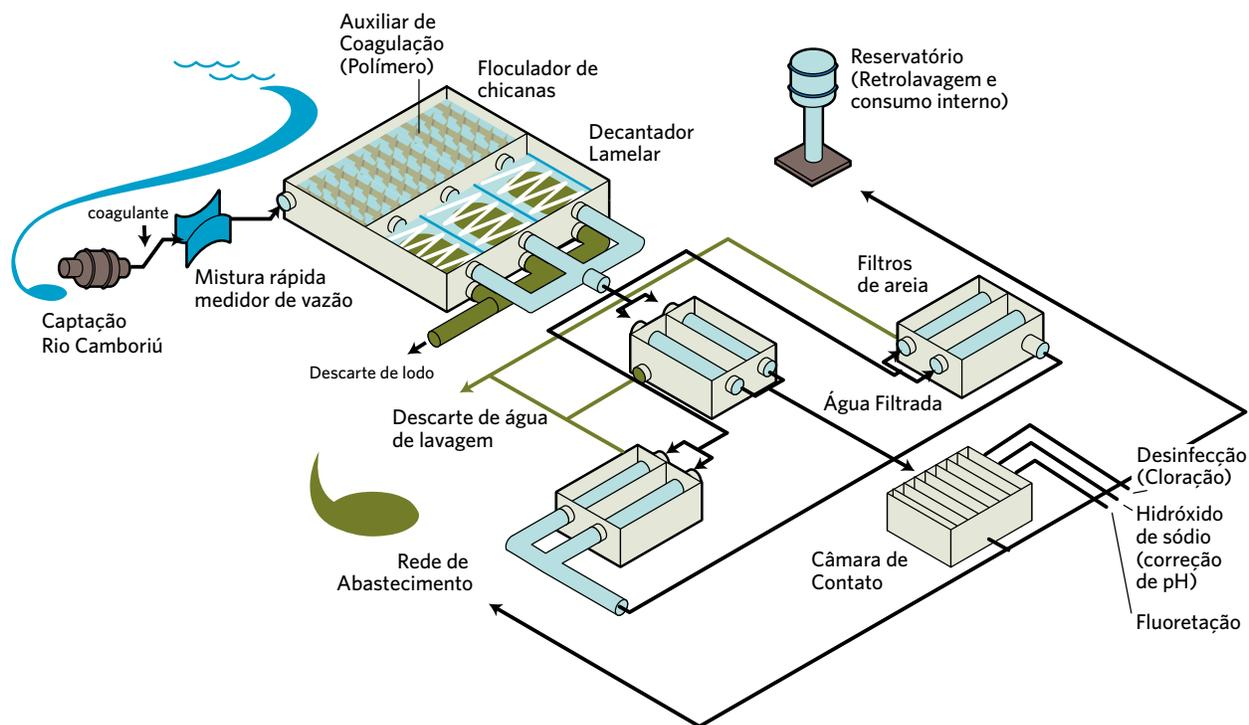 Auxiliar de
Coagulação
(Polímero)
Floculador de
chicanas
Decantador
Lamelar
Reservatório
(Retrolavagem e
consumo interno)
coagulante
Mistura rápida
medidor de vazão
Captação
Rio Camboriú
Descarte de lodo
Descarte de água
de lavagem
Filtros
de areia
Água Filtrada
Rede de
Abastecimento
Câmara de
Contato
Desinfecção
(Cloração)
Hidróxido
de sódio
(correção
de pH)
Fluoretação